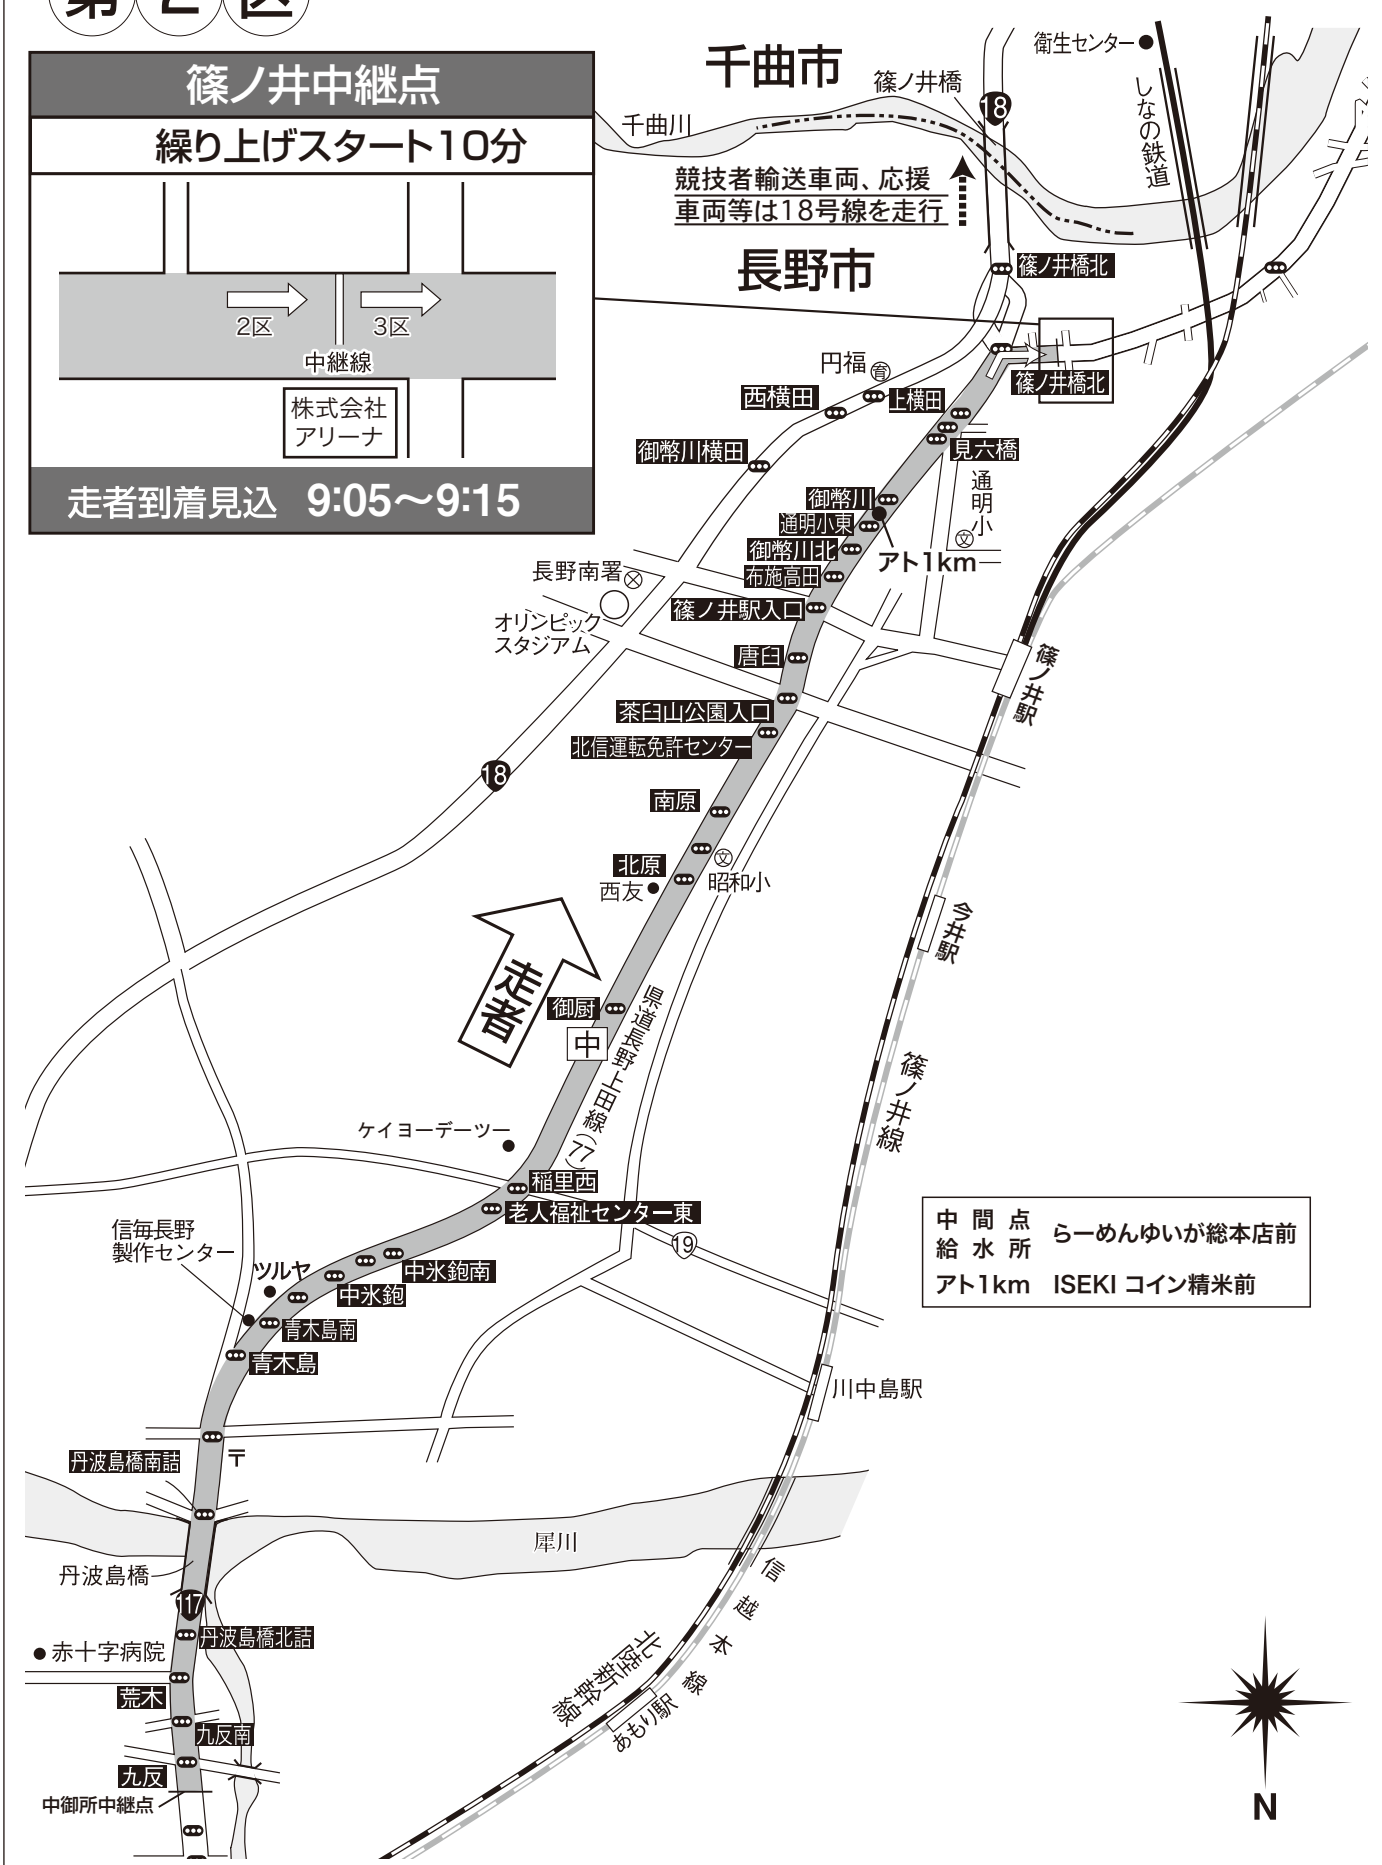 第2区
篠ノ井中継点
繰り上げスタート10分
2区
3区
中継線
株式会社
アリーナ
走者到着見込 9:05～9:15
千曲市
篠ノ井橋
18
衛生センター
しなの鉄道
千曲川
競技者輸送車両、応援
車両等は18号線を走行
長野市
篠ノ井橋北
円福
育
篠ノ井橋北
西横田
上横田
御幣川横田
見六橋
通明小
文
御幣川
通明小東
アト1km
御幣川北
布施高田
長野南署
オリンピック
スタジアム
篠ノ井駅入口
唐臼
篠ノ井駅
茶臼山公園入口
北信運転免許センター
18
南原
北原
文
昭和小
西友
今井駅
走者
御厨
中
県道長野上田線(77)
篠ノ井線
ケイヨーデーツー
稲里西
老人福祉センター東
19
信毎長野
製作センター
ツルヤ
中氷鉋南
中氷鉋
青木島南
青木島
中間点
給水所
らーめんゆいが総本店前
アト1km ISEKI コイン精米前
川中島駅
〒
丹波島橋南詰
犀川
丹波島橋
117
丹波島橋北詰
赤十字病院
荒木
九反南
九反
中御所中継点
信越本線
北陸新幹線
あもり駅
N